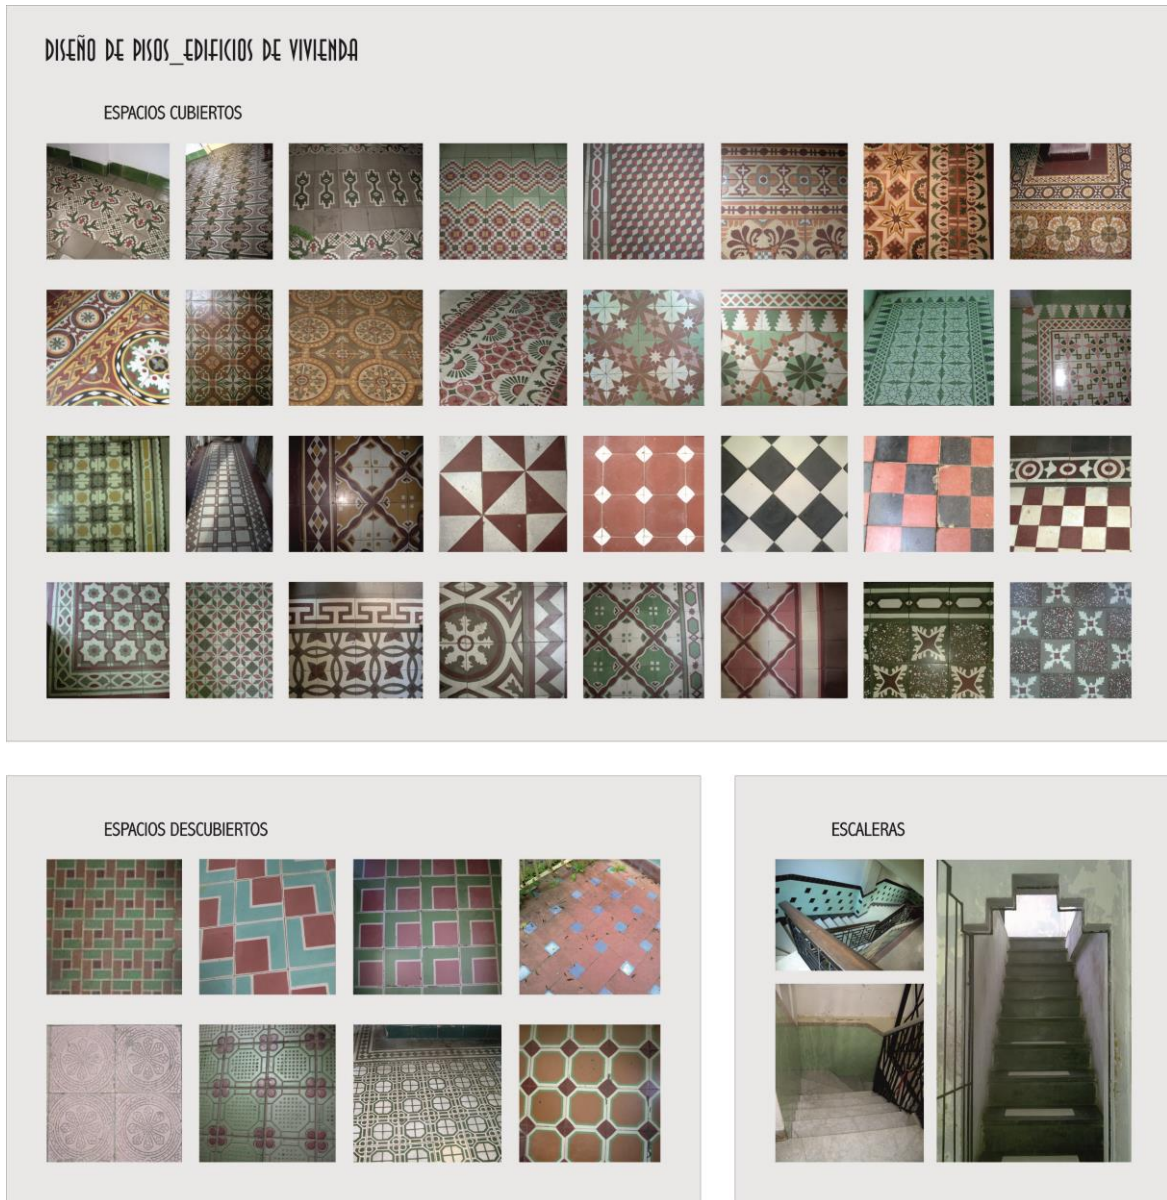 DISEÑO DE PISOS_EDIFICIOS DE VIVIENDA
ESPACIOS CUBIERTOS
ESPACIOS DESCUBIERTOS
ESCALERAS